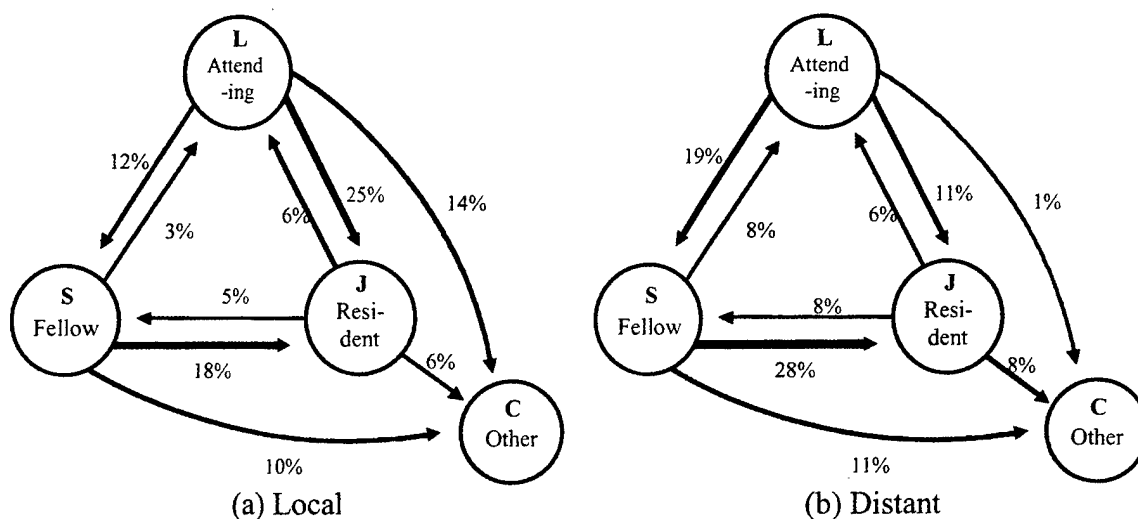 L
Attend
-ing
12%
3%
6%
25%
14%
S
Fellow
5%
18%
J
Resi-
dent
6%
C
Other
10%
(a) Local
L
Attend
-ing
19%
8%
6%
11%
1%
S
Fellow
8%
28%
J
Resi-
dent
8%
C
Other
11%
(b) Distant